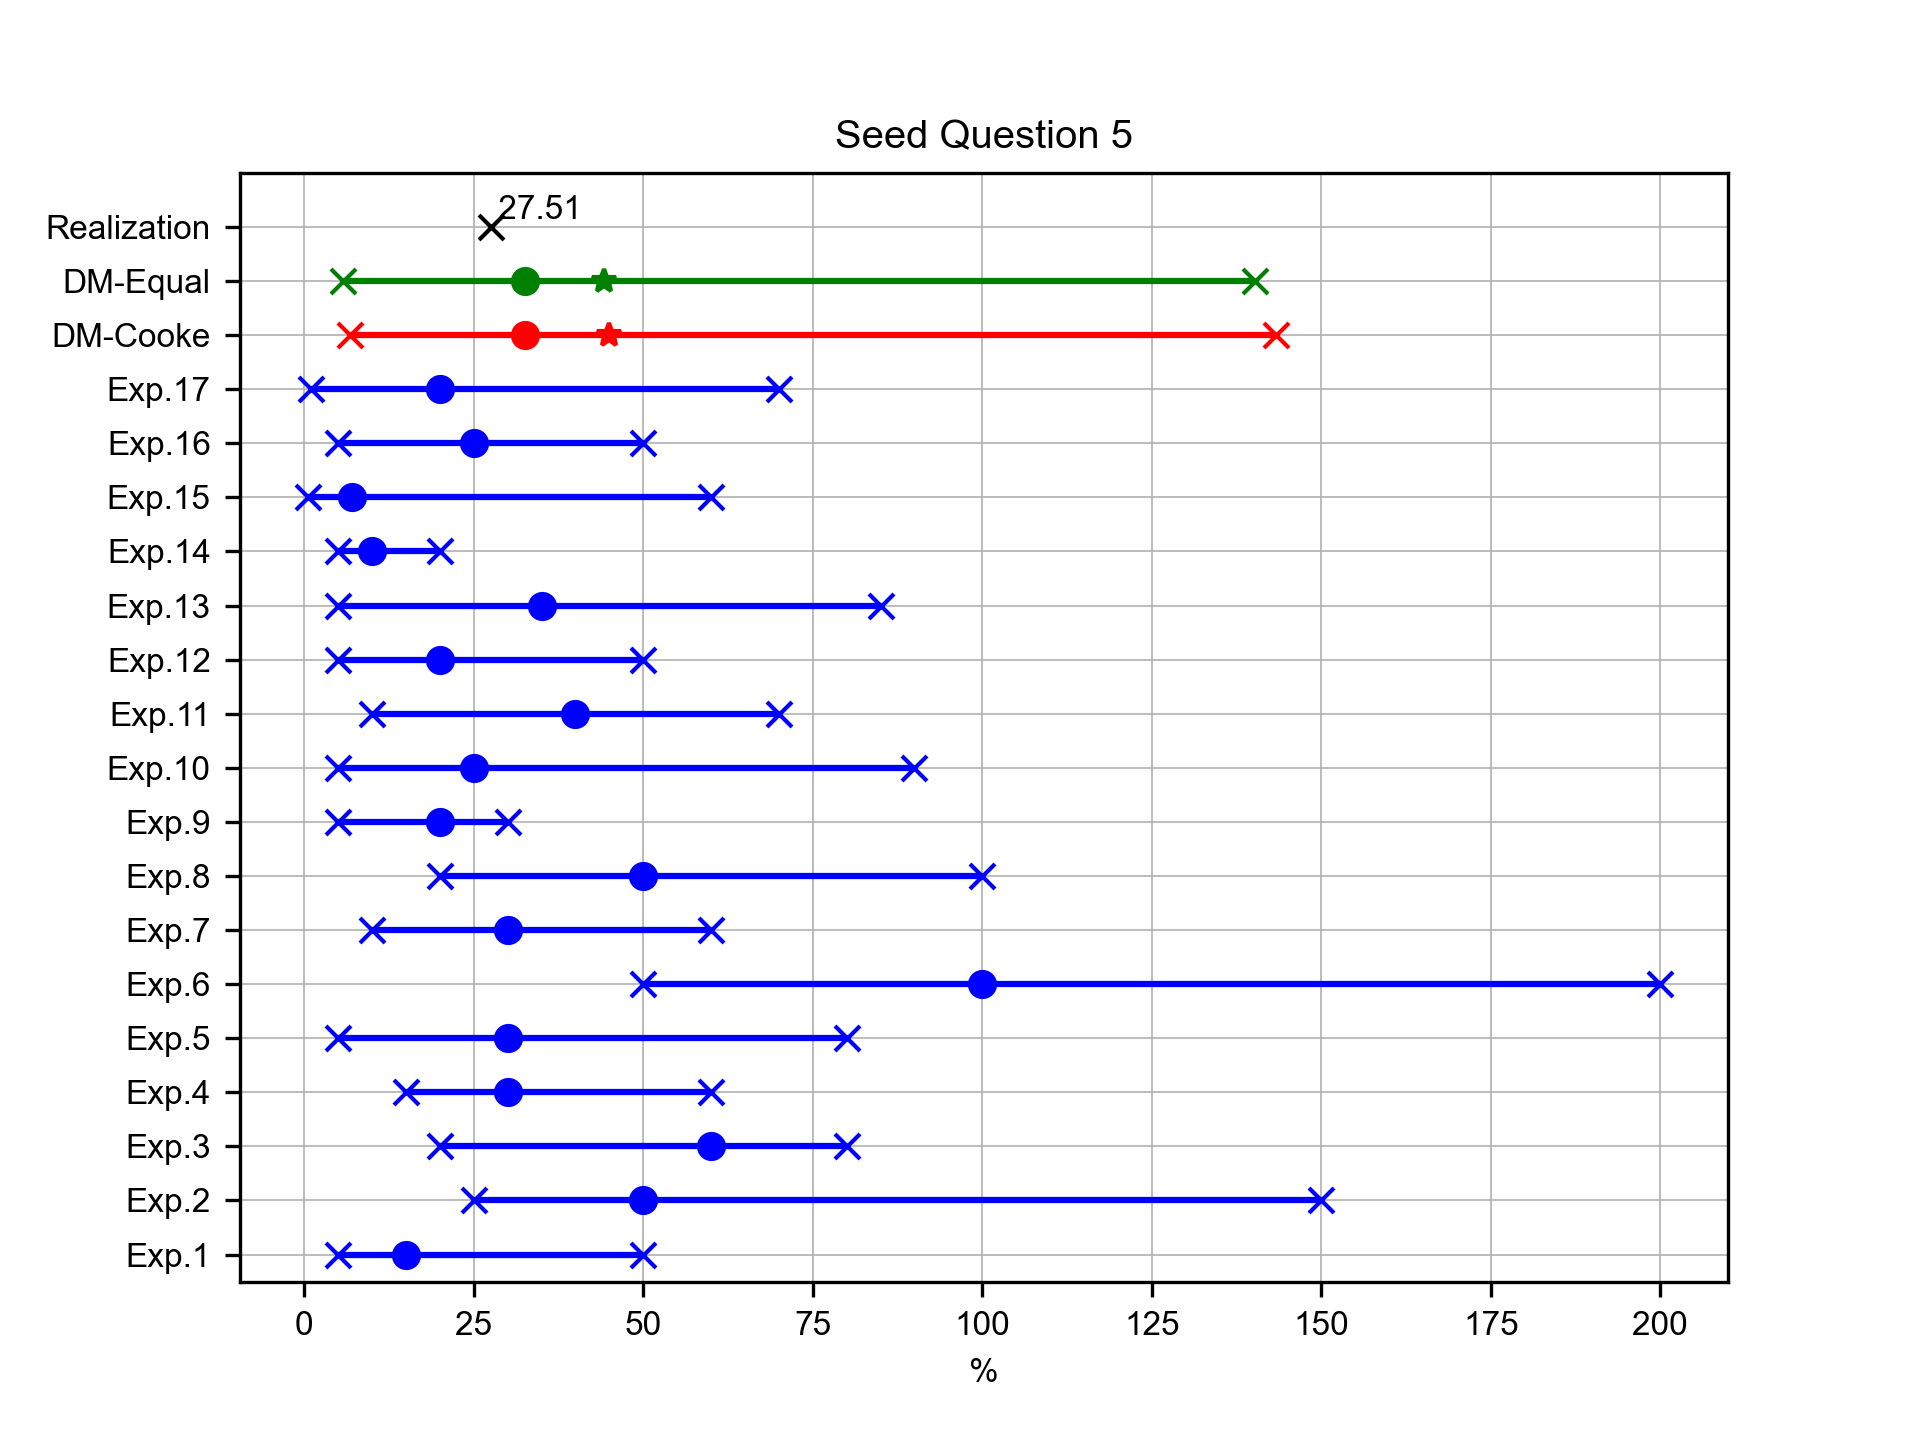 Seed Question 5
27.51
Realization
DM-Equal
DM-Cooke
Exp.17
Exp.16
Exp.15
Exp.14
Exp.13
Exp.12
Exp.11
Exp.10
Exp.9
Exp.8
Exp.7
Exp.6
Exp.5
Exp.4
Exp.3
Exp.2
Exp.1
0 25 50 75 100 125 150 175 200
%